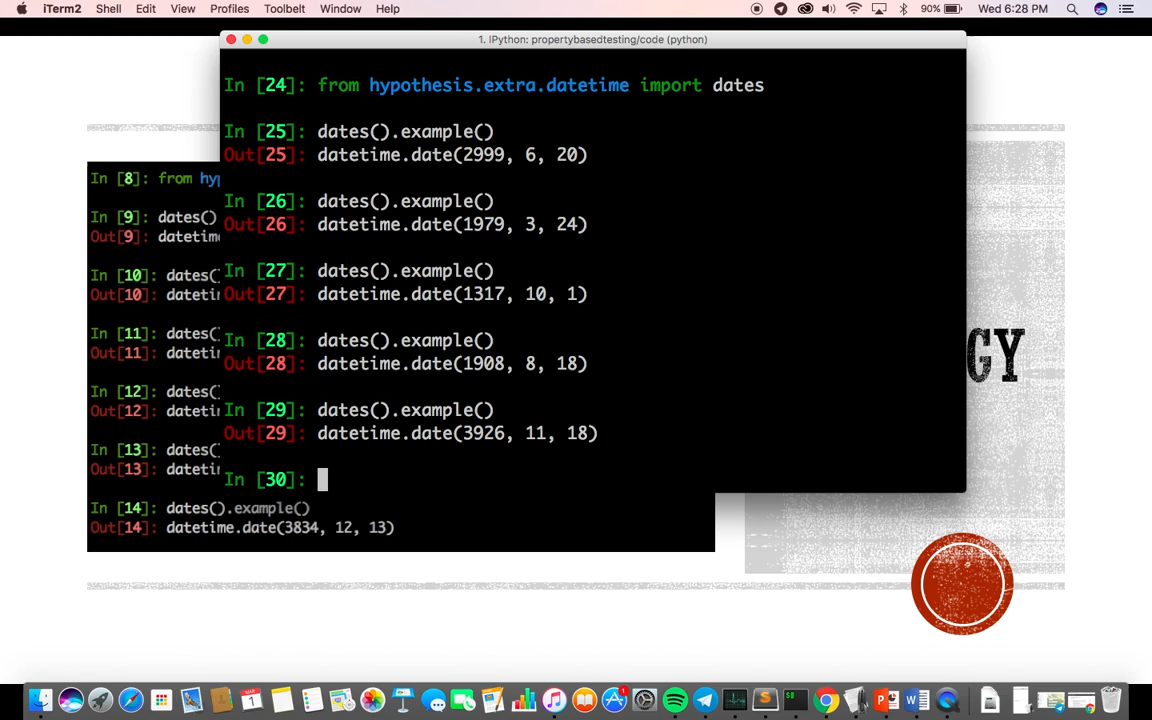 iTerm2 Shell Edit View Profiles Toolbelt Window Help 90% Wed 6:28 PM
1. IPython: propertybasedtesting/code (python)
In [24]: from hypothesis.extra.datetime import dates
In [25]: dates().example()
Out[25]: datetime.date(2999, 6, 20)
In [26]: dates().example()
Out[26]: datetime.date(1979, 3, 24)
In [27]: dates().example()
Out[27]: datetime.date(1317, 10, 1)
In [28]: dates().example()
Out[28]: datetime.date(1908, 8, 18)
In [29]: dates().example()
Out[29]: datetime.date(3926, 11, 18)
In [30]:
In [8]: from hyp
In [9]: dates()
Out[9]: datetim
In [10]: dates(
Out[10]: datetim
In [11]: dates(
Out[11]: datetim
In [12]: dates(
Out[12]: datetim
In [13]: dates(
Out[13]: datetim
In [14]: dates().example()
Out[14]: datetime.date(3834, 12, 13)
GY
1
1